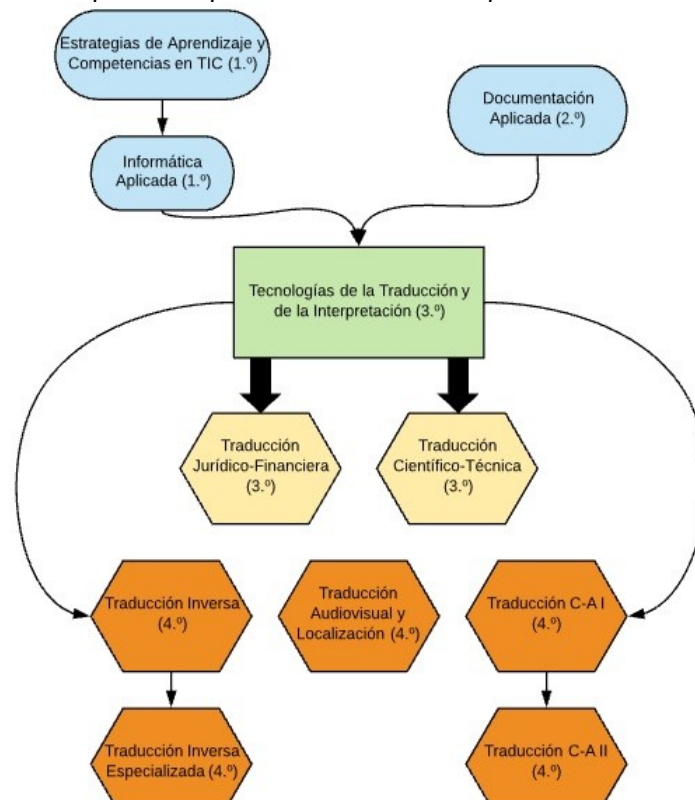 Estrategias de Aprendizaje y
Competencias en TIC (1.º)
Documentación
Aplicada (2.º)
Informática
Aplicada (1.º)
Tecnologías de la Traducción y
de la Interpretación (3.º)
Traducción
Jurídico-Financiera
(3.º)
Traducción
Científico-Técnica
(3.º)
Traducción Inversa
(4.º)
Traducción
Audiovisual y
Localización (4.º)
Traducción C-A I
(4.º)
Traducción Inversa
Especializada (4.º)
Traducción C-A II
(4.º)